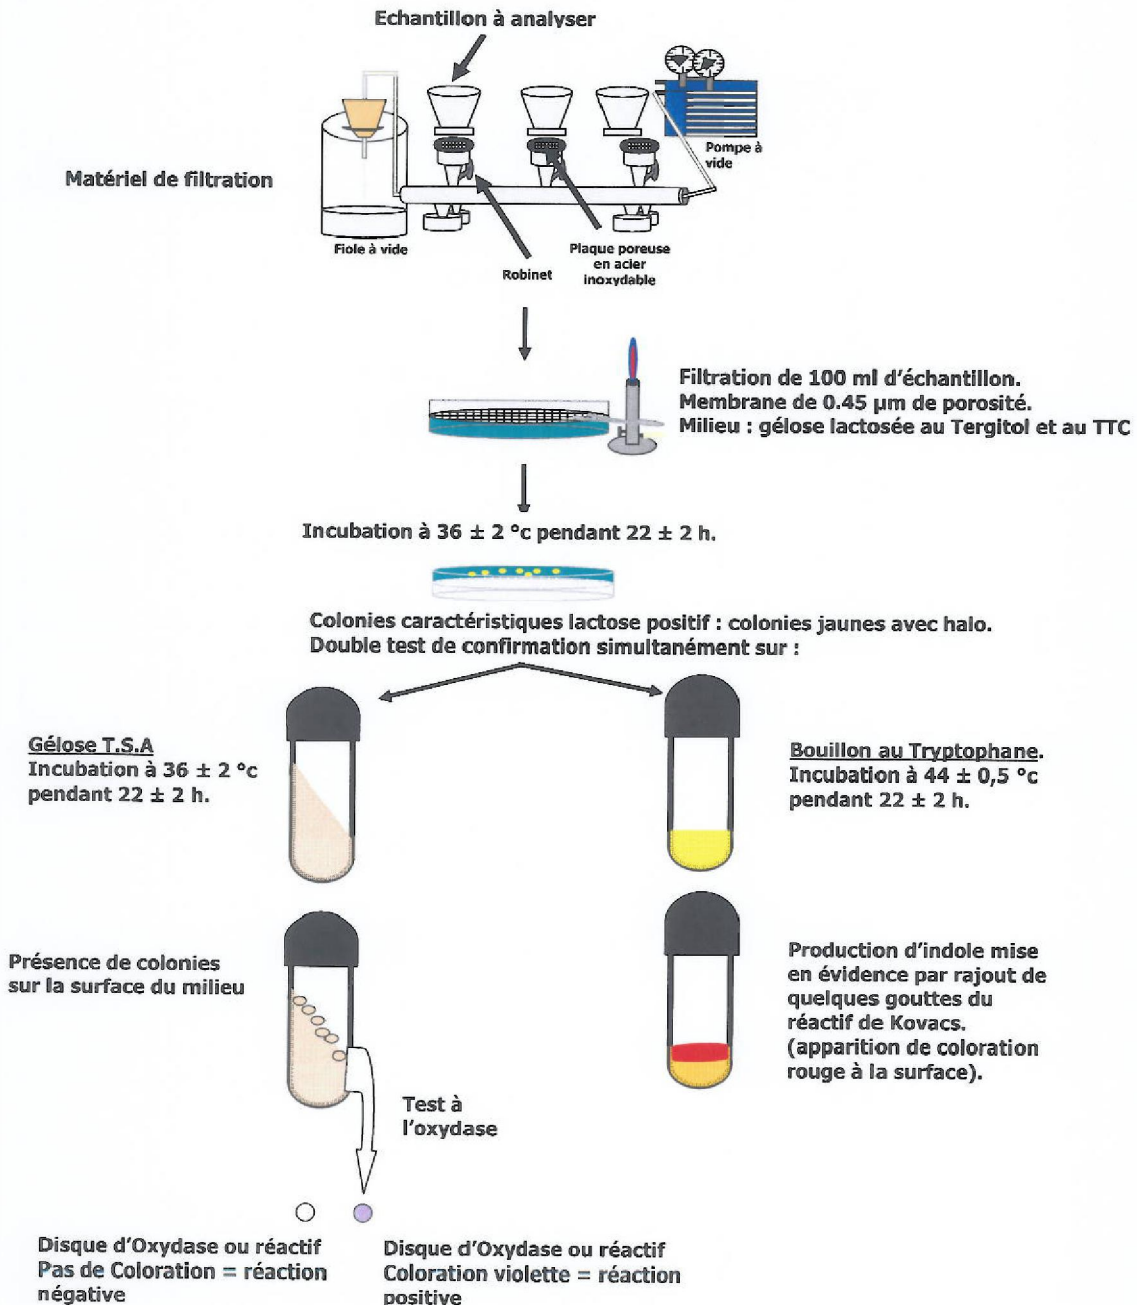 Echantillon à analyser
Pompe à
vide
Matériel de filtration
Fiole à vide
Robinet
Plaque poreuse
en acier
inoxydable
Filtration de 100 ml d'échantillon.
Membrane de 0.45 µm de porosité.
Milieu : gélose lactosée au Tergitol et au TTC
Incubation à 36 ± 2 °c pendant 22 ± 2 h.
Colonies caractéristiques lactose positif : colonies jaunes avec halo.
Double test de confirmation simultanément sur :
Gélose T.S.A
Incubation à 36 ± 2 °c
pendant 22 ± 2 h.
Bouillon au Tryptophane.
Incubation à 44 ± 0,5 °c
pendant 22 ± 2 h.
Présence de colonies
sur la surface du milieu
Production d'indole mise
en évidence par rajout de
quelques gouttes du
réactif de Kovacs.
(apparition de coloration
rouge à la surface).
Test à
l'oxydase
Disque d'Oxydase ou réactif
Pas de Coloration = réaction
négative
Disque d'Oxydase ou réactif
Coloration violette = réaction
positive